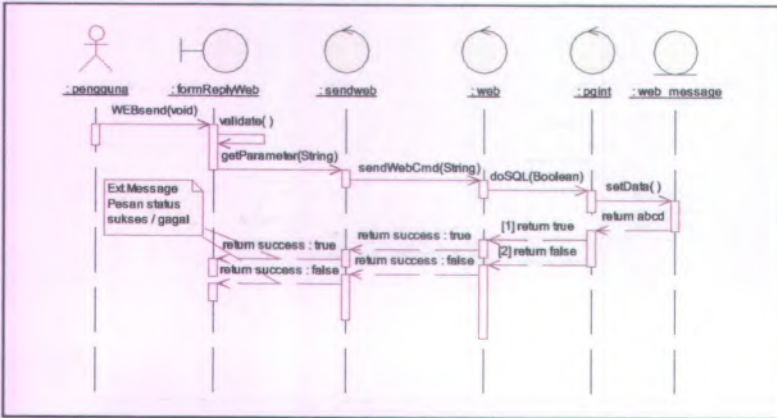 : pengguna
: formReplyWeb
: sendweb
: web
: pgint
: web_message
WEBsend(void)
validate( )
getParameter(String)
sendWebCmd(String)
doSQL(Boolean)
setData( )
Ext.Message
Pesan status
sukses / gagal
return abcd
[1] return true
return success : true
return success : true
[2] return false
return success : false
return success : false